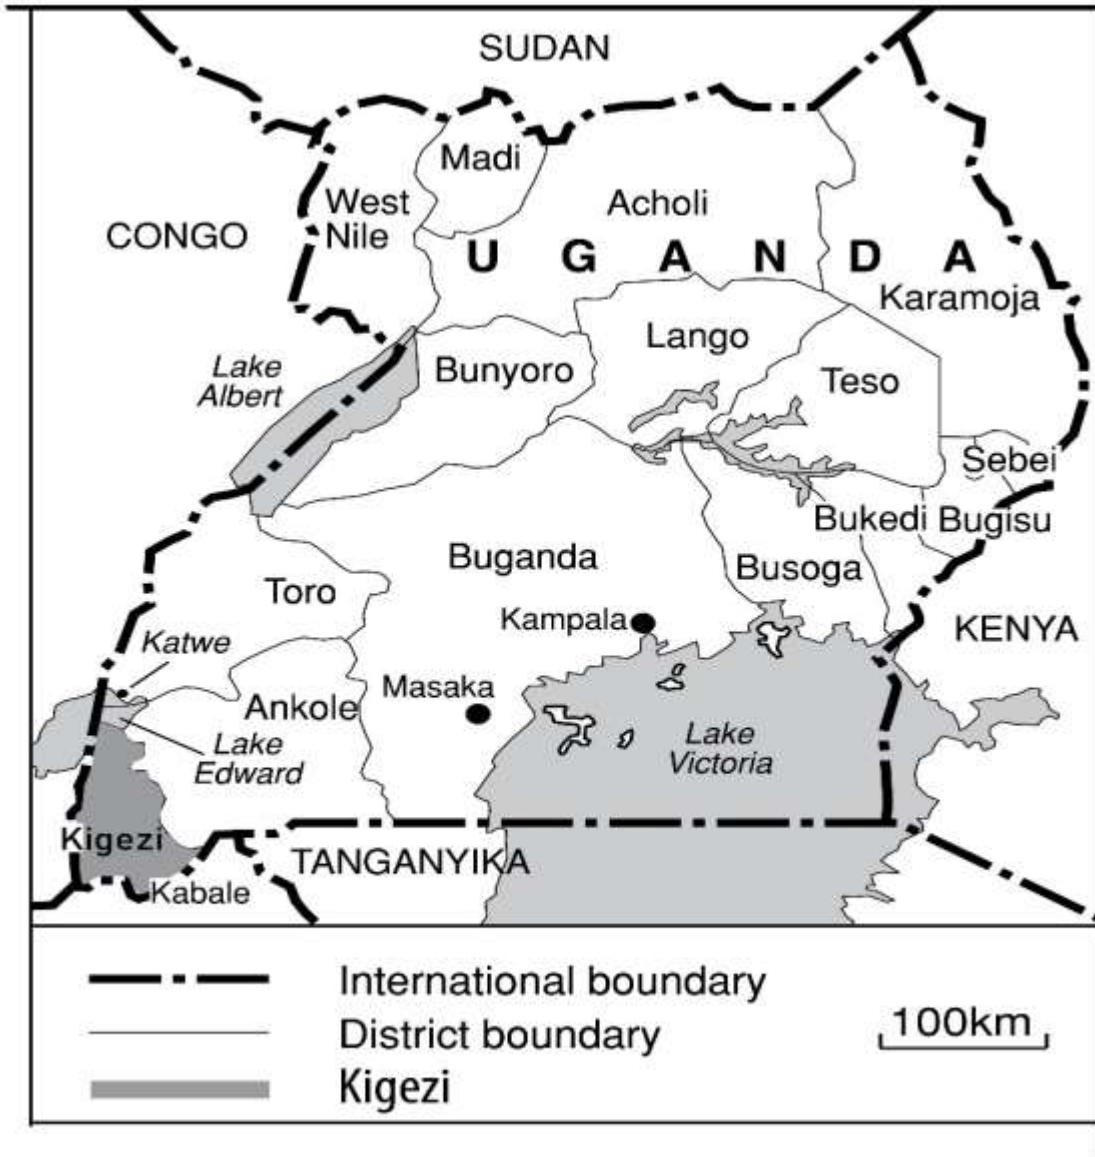 SUDAN
Madi
West
Nile
Acholi
CONGO
U G A N D A
Karamoja
Lango
Lake
Albert
Bunyoro
Teso
Sebei
Bukedi
Bugisu
Buganda
Busoga
Toro
Kampala
KENYA
Katwe
Masaka
Ankole
Lake
Edward
Lake
Victoria
Kigezi
TANGANYIKA
Kabale
International boundary
District boundary
100km
Kigezi